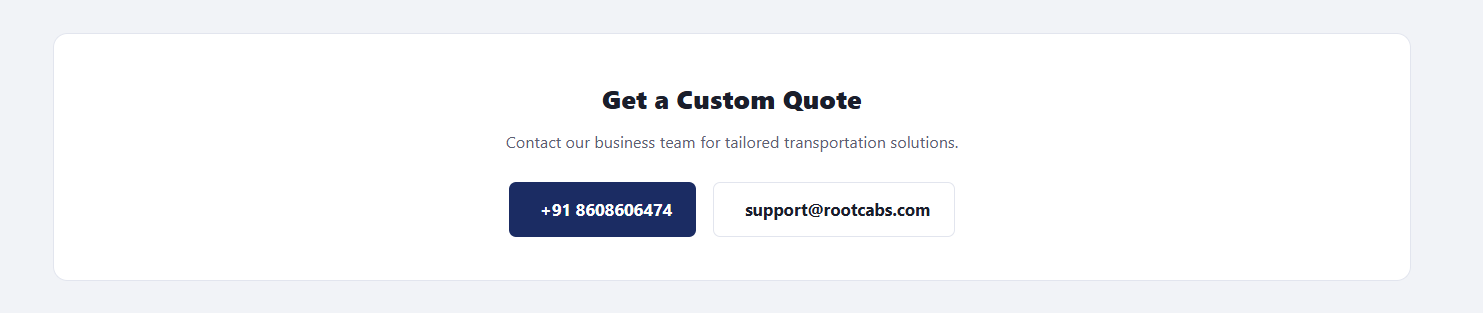 Get a Custom Quote
Contact our business team for tailored transportation solutions.
+91 8608606474
support@rootcabs.com